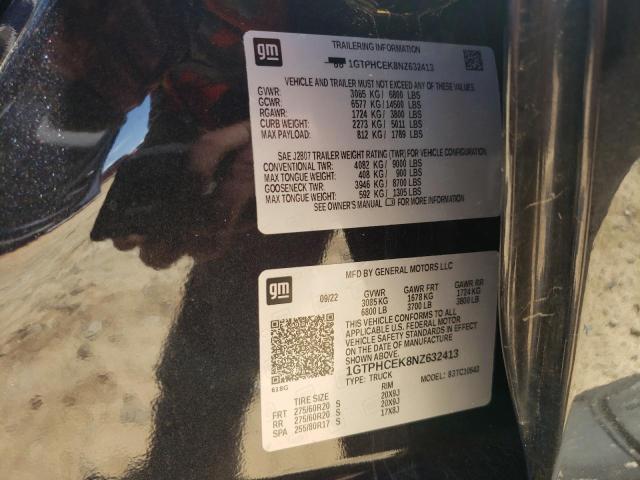 gm
TRAILERING INFORMATION
1GTPHCEK8NZ632413
VEHICLE AND TRAILER MUST NOT EXCEED ANY OF THESE VALUES.
GVWR: 3085 KG / 6800 LBS
GCWR: 6577 KG / 14500 LBS
RGAWR: 1724 KG / 3800 LBS
CURB WEIGHT: 2273 KG / 5011 LBS
MAX PAYLOAD: 812 KG / 1789 LBS
SAE J2807 TRAILER WEIGHT RATING (TWR) FOR VEHICLE CONFIGURATION.
CONVENTIONAL TWR: 4082 KG / 9000 LBS
MAX TONGUE WEIGHT: 408 KG / 900 LBS
GOOSENECK TWR: 3946 KG / 8700 LBS
MAX TONGUE WEIGHT: 592 KG / 1305 LBS
SEE OWNER'S MANUAL FOR MORE INFORMATION
gm
MFD BY GENERAL MOTORS LLC
09/22 GVWR GAWR FRT GAWR RR
3085 KG 1678 KG 1724 KG
6800 LB 3700 LB 3800 LB
THIS VEHICLE CONFORMS TO ALL
APPLICABLE U.S. FEDERAL MOTOR
VEHICLE SAFETY STANDARDS IN
EFFECT ON THE DATE OF MANUFACTURE
SHOWN ABOVE.
1GTPHCEK8NZ632413
TYPE: TRUCK MODEL:
TIRE SIZE RIM
FRT 275/60R20 S 20X9J
RR 275/60R20 S 20X9J
SPA 255/80R17 S 17X8J